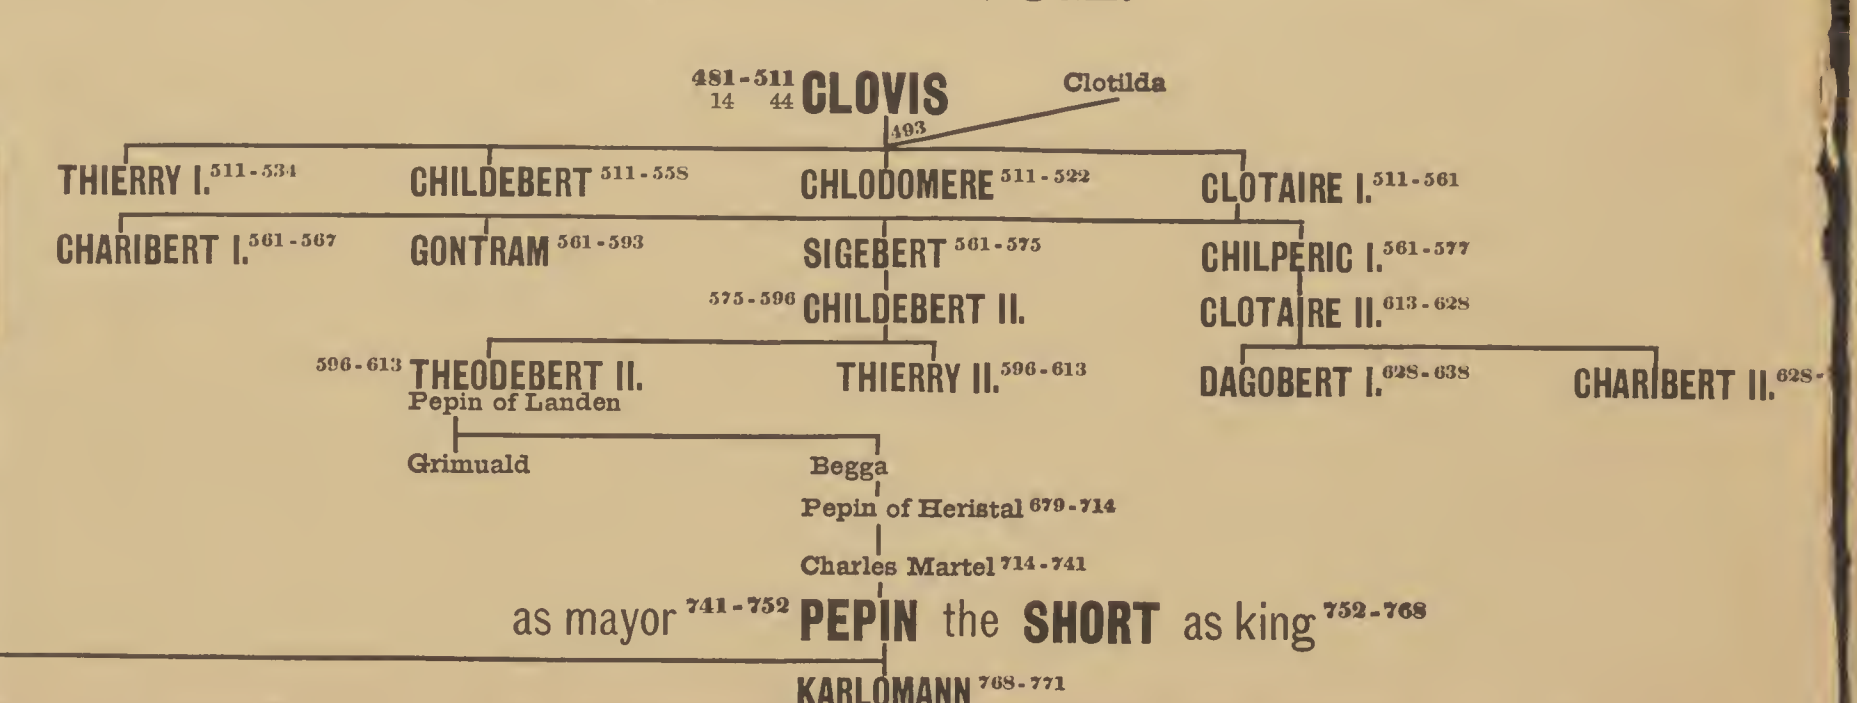 481-511 CLOVIS Clotilda
14 44
493
THIERRY I. 511-534 CHILDEBERT 511-558 CHLODOMERE 511-522 CLOTAIRE I. 511-561
CHARIBERT I. 561-567 GONTRAM 561-593 SIGEBERT 561-575 CHILPERIC I. 561-577
575-596 CHILDEBERT II. CLOTAIRE II. 613-628
596-613 THEODEBERT II. THIERRY II. 596-613 DAGOBERT I. 628-638 CHARIBERT II. 628-
Pepin of Landen
Grimuald Begga
Pepin of Heristal 679-714
Charles Martel 714-741
as mayor 741-752 PEPIN the SHORT as king 752-768
KARLOMANN 768-771